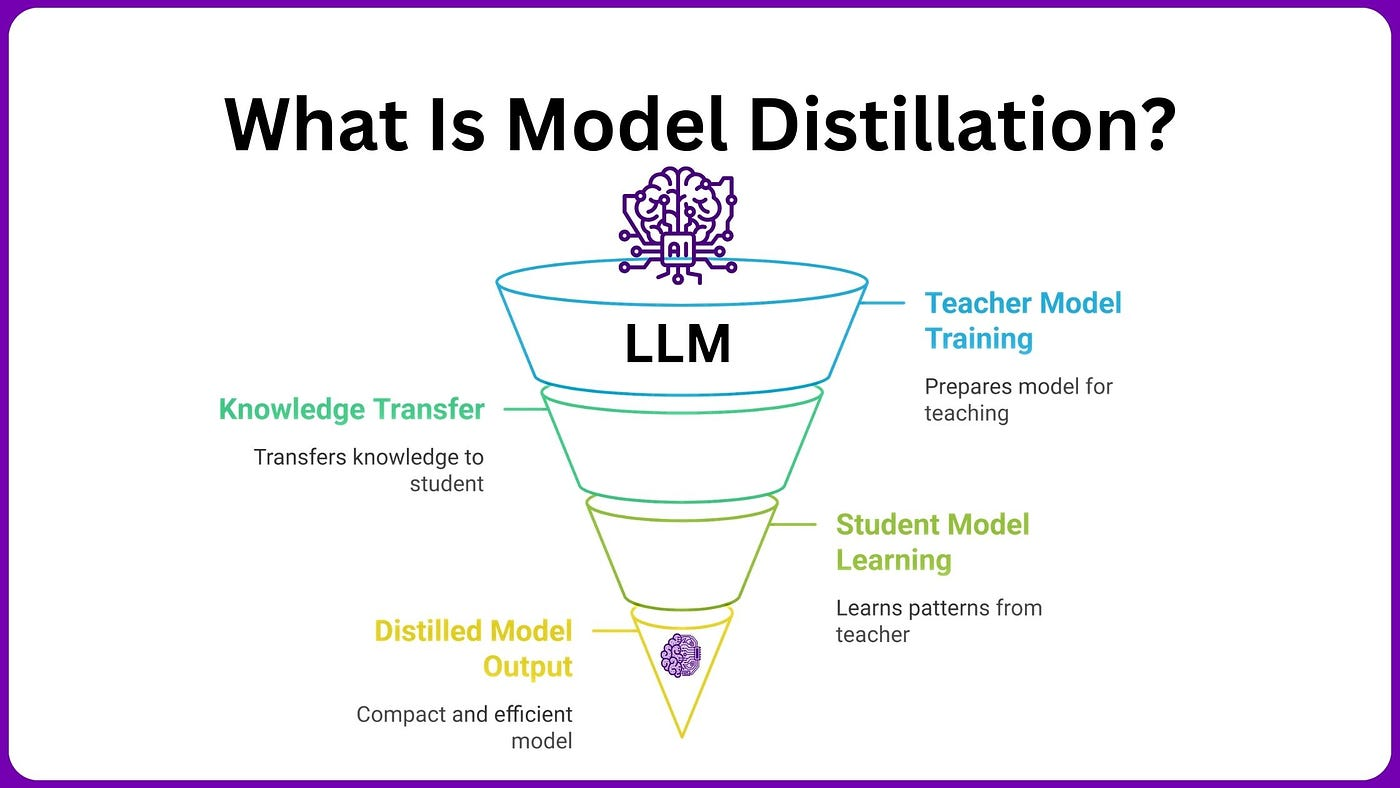 What Is Model Distillation?
AI
LLM
Teacher Model
Training
Prepares model for
teaching
Knowledge Transfer
Transfers knowledge to
student
Student Model
Learning
Learns patterns from
teacher
Distilled Model
Output
Compact and efficient
model